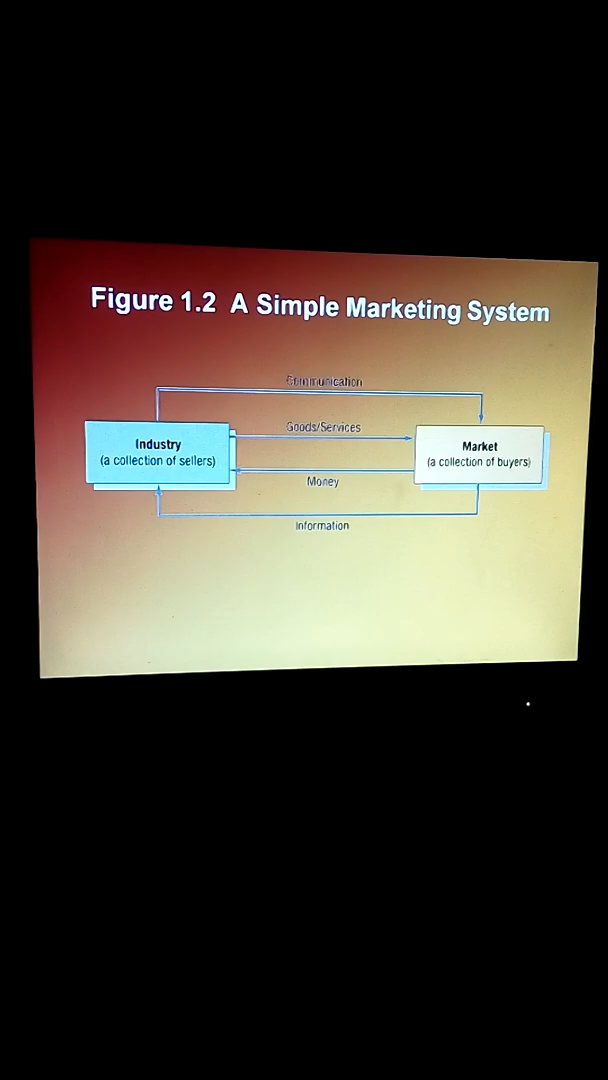 Figure 1.2 A Simple Marketing System
Communication
Goods/Services
Industry
(a collection of sellers)
Market
(a collection of buyers)
Money
Information